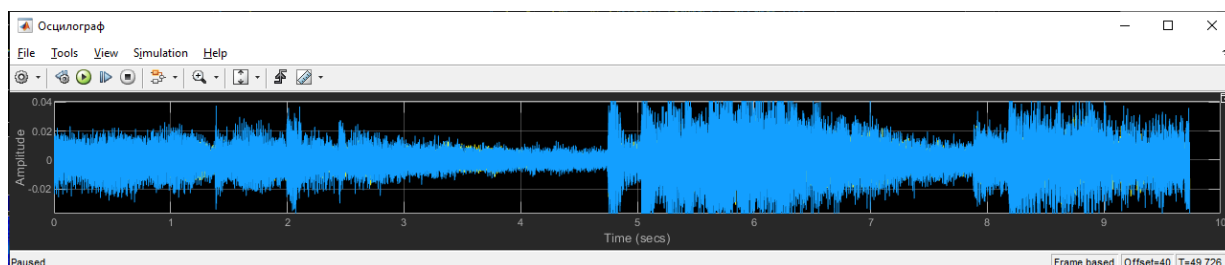 Осцилограф
File Tools View Simulation Help
0.04
0.02
0
-0.02
Amplitude
0 1 2 3 4 5 6 7 8 9 10
Time (secs)
Paused Frame based Offset=40 T=49.726